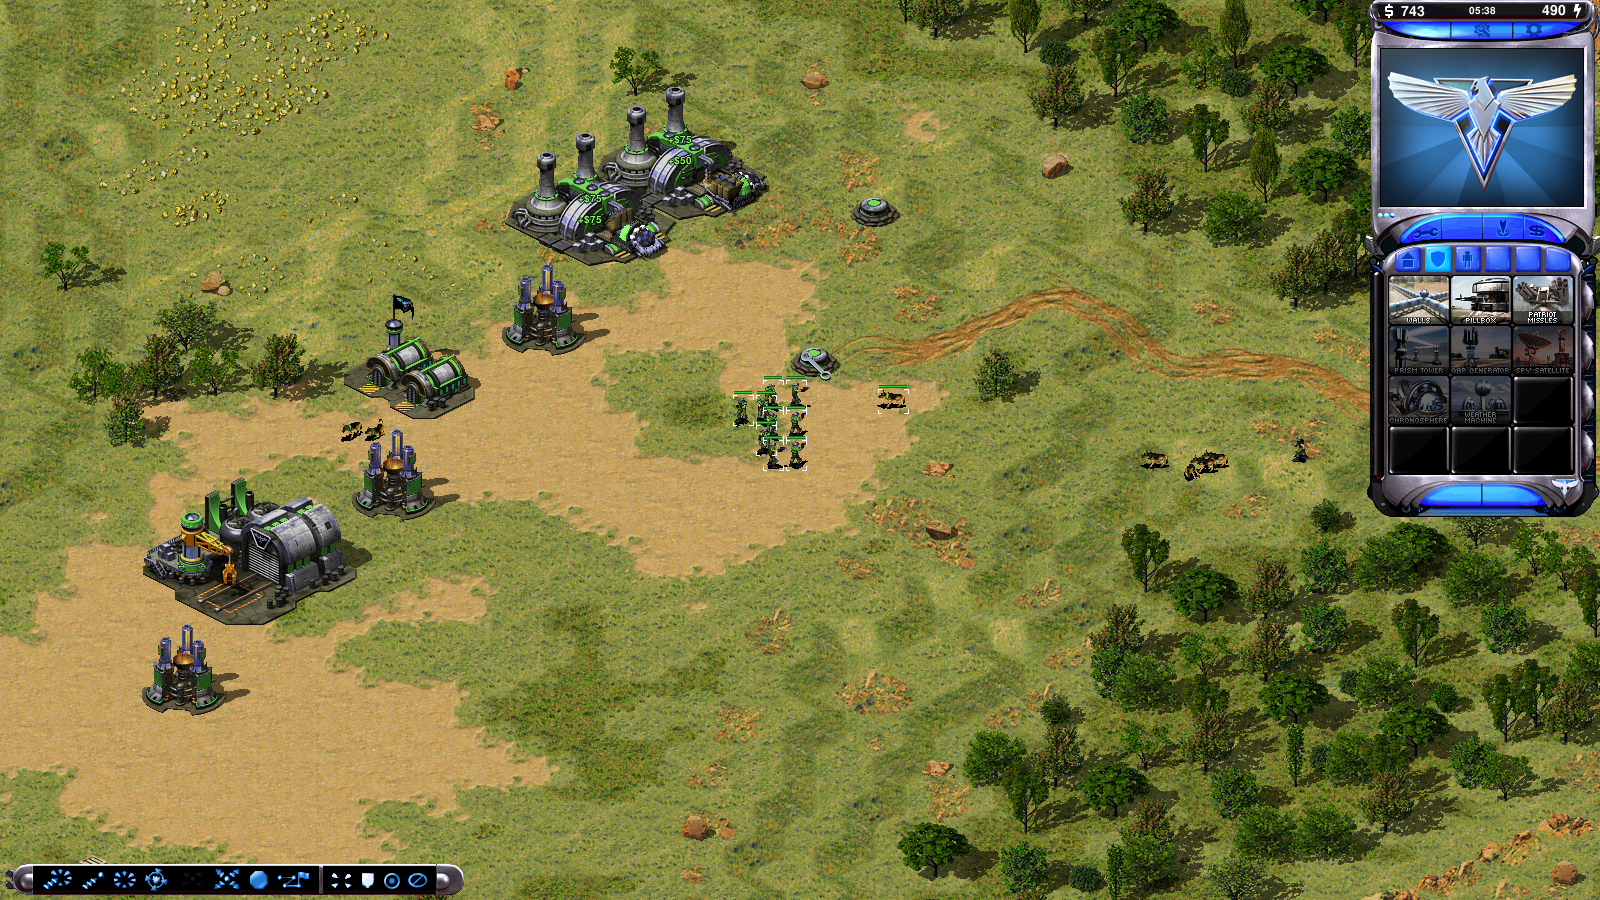 $ 743
05:38
490
+$75
+$50
+$75
+$75
$
WALLS
PILLBOX
PATRIOT
MISSLES
PRISM TOWER
GAP GENERATOR
SPY SATELLITE
CHRONOSPHERE
WEATHER
MACHINE